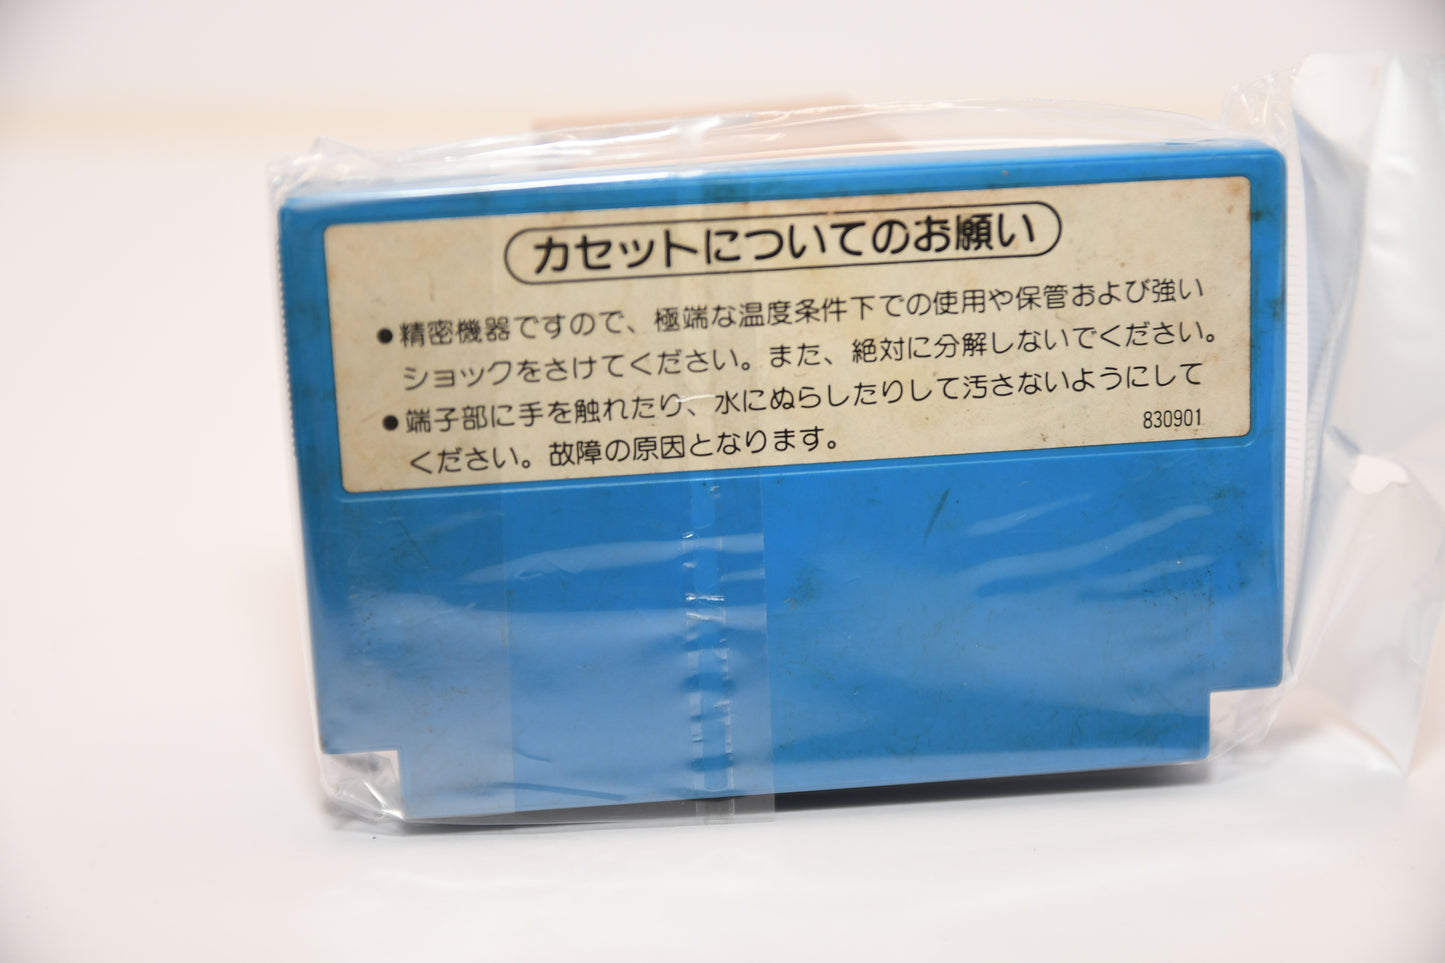 カセットについてのお願い
●精密機器ですので、極端な温度条件下での使用や保管および強い
ショックをさけてください。また、絶対に分解しないでください。
●端子部に手を触れたり、水にぬらしたりして汚さないようにして
ください。故障の原因となります。
830901